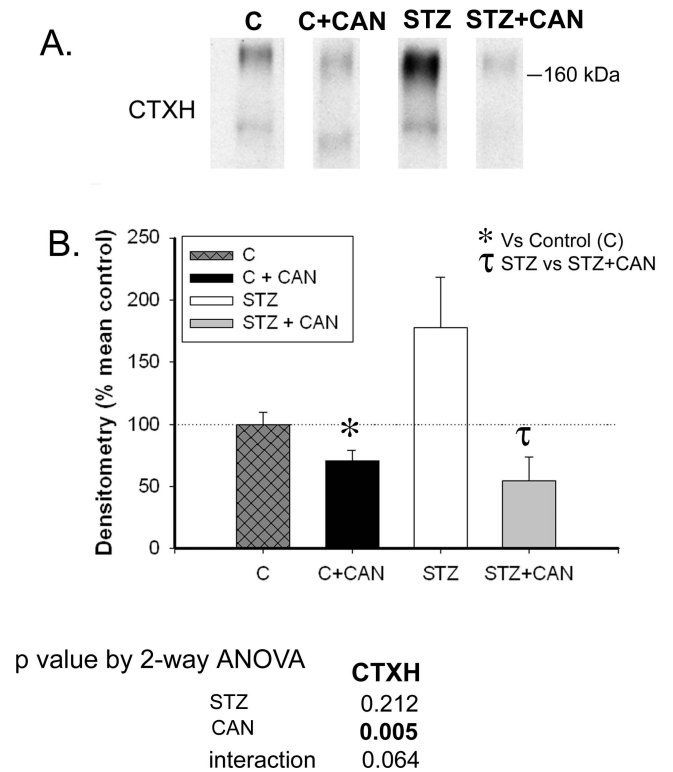 A.
C C+CAN STZ STZ+CAN
–160 kDa
CTXH
B.
Densitometry (% mean control)
250
200
150
100
50
0
C
C + CAN
STZ
STZ + CAN
* Vs Control (C)
τ STZ vs STZ+CAN
*
τ
C C+CAN STZ STZ+CAN
p value by 2-way ANOVA
CTXH
STZ 0.212
CAN 0.005
interaction 0.064